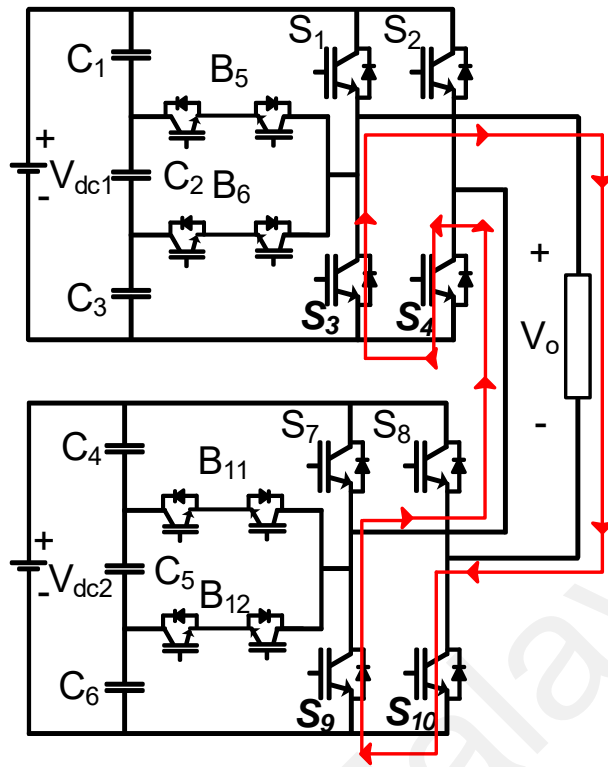 S1 S2
C1
B5
+
Vdc1 C2
-
B6
+
C3 S3 S4 Vo
-
S7 S8
C4
B11
+
Vdc2 C5
-
B12
C6 S9 S10